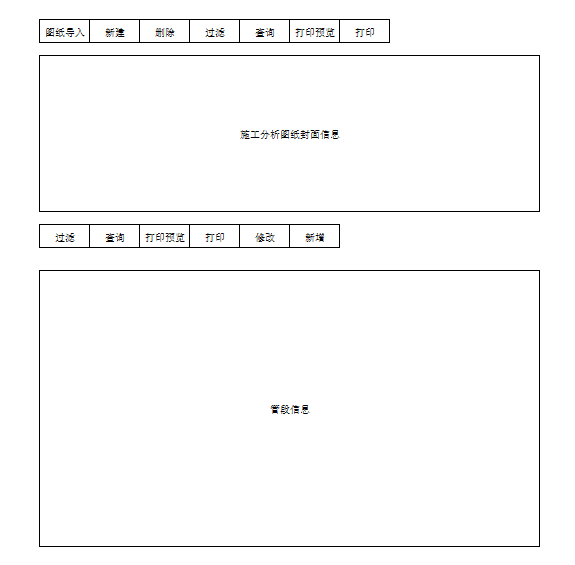 图纸导入 新建 删除 过滤 查询 打印预览 打印
施工分析图纸封面信息
过滤 查询 打印预览 打印 修改 新增
管段信息